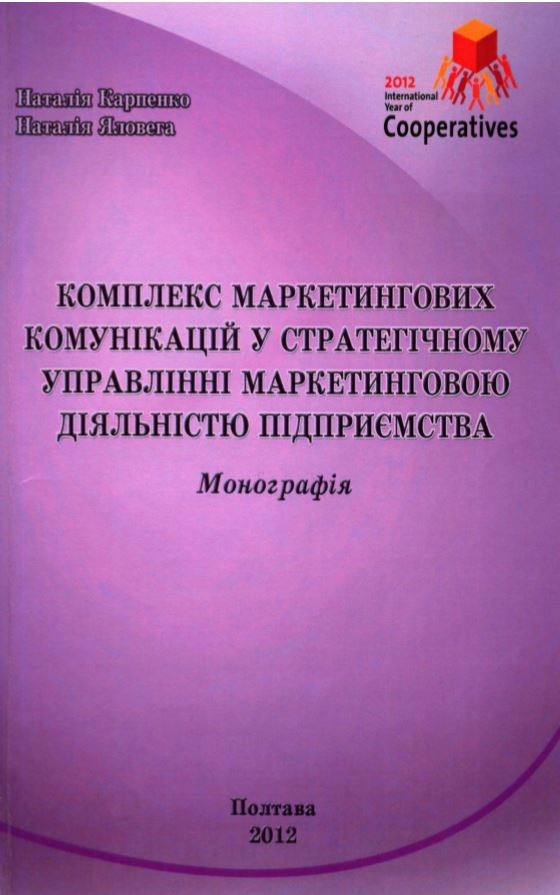 Наталія Карпенко
Наталія Яловега
2012
International
Year of
Cooperatives
КОМПЛЕКС МАРКЕТИНГОВИХ
КОМУНІКАЦІЙ У СТРАТЕГІЧНОМУ
УПРАВЛІННІ МАРКЕТИНГОВОЮ
ДІЯЛЬНІСТЮ ПІДПРИЄМСТВА
Монографія
Полтава
2012